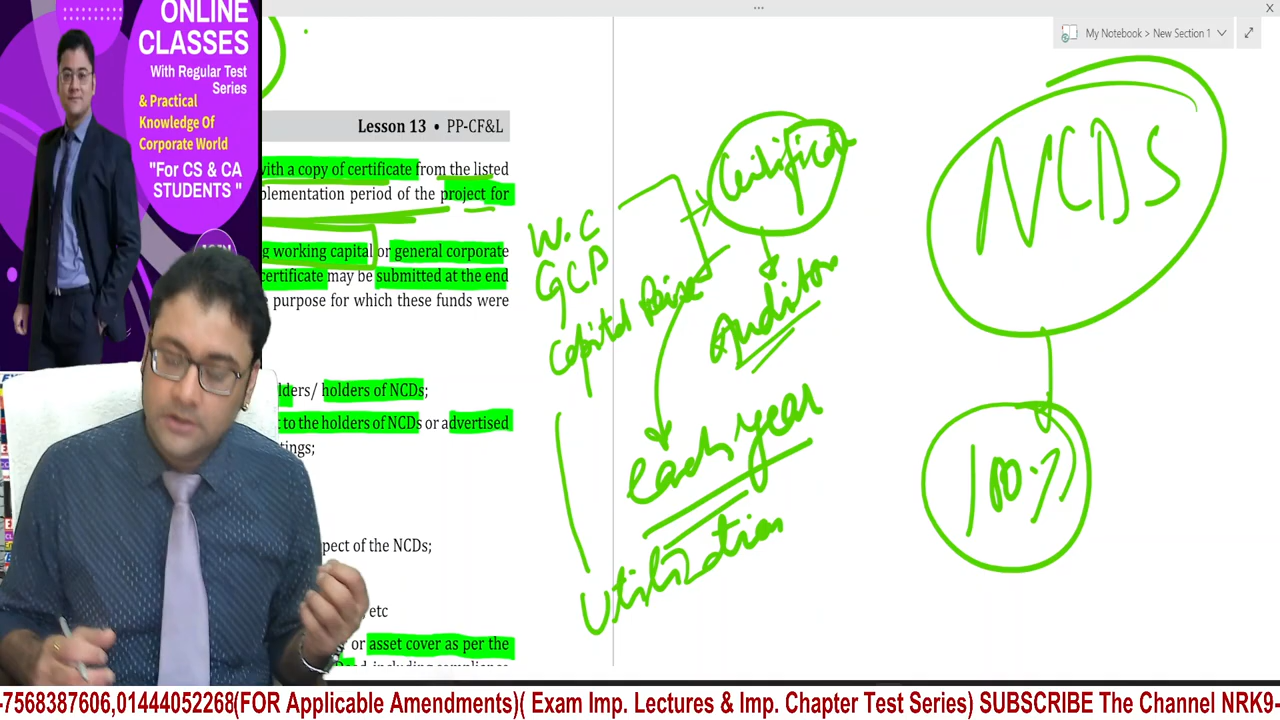 ONLINE
CLASSES
With Regular Test
Series
& Practical
Knowledge Of
Corporate World
"For CS & CA
STUDENTS "
My Notebook > New Section 1
Lesson 13 • PP-CF&L
with a copy of certificate from the listed
plementation period of the project for
g working capital or general corporate
certificate may be submitted at the end
purpose for which these funds were
lders/ holders of NCDs;
t to the holders of NCDs or advertised
tings;
pect of the NCDs;
etc
or asset cover as per the
W.C
GCP
Capital Raise
Certificate
Auditor
each year
Utilization
NCDS
100%
-7568387606,01444052268(FOR Applicable Amendments)( Exam Imp. Lectures & Imp. Chapter Test Series) SUBSCRIBE The Channel NRK9-